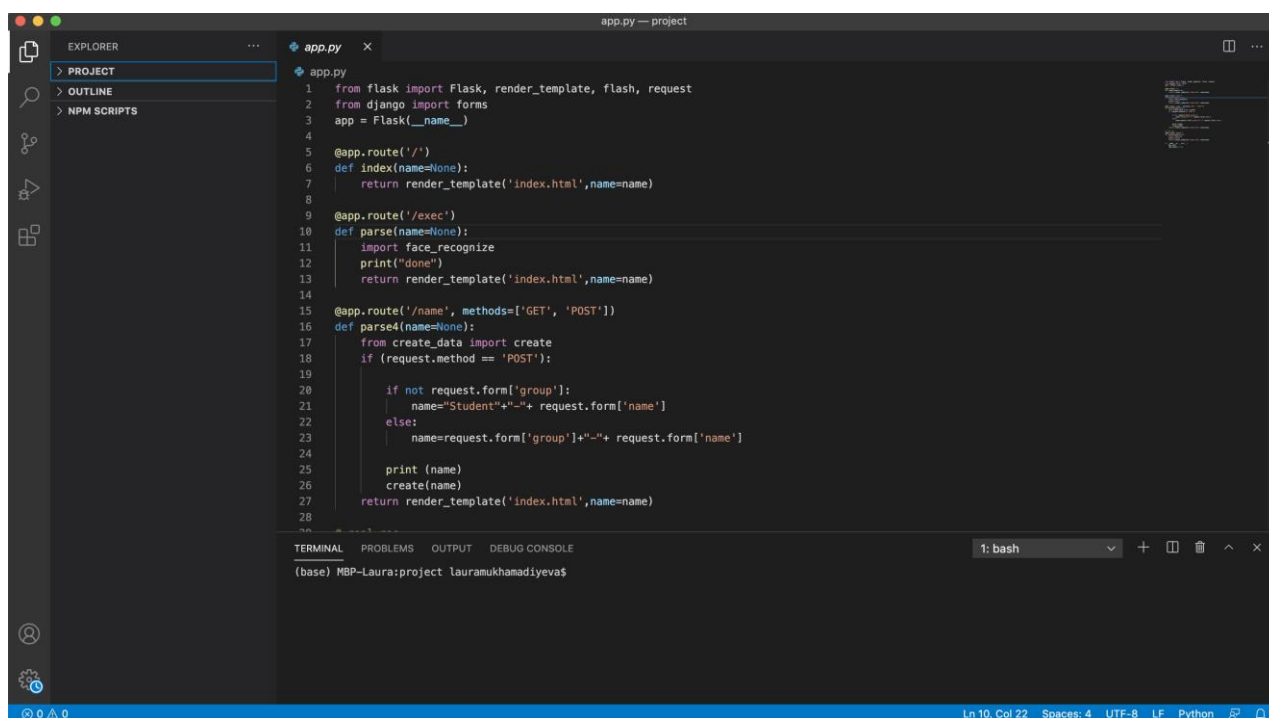 app.py — project
EXPLORER
PROJECT
OUTLINE
NPM SCRIPTS
app.py
app.py
1 from flask import Flask, render_template, flash, request
2 from django import forms
3 app = Flask(__name__)
4
5 @app.route('/')
6 def index(name=None):
7 return render_template('index.html',name=name)
8
9 @app.route('/exec')
10 def parse(name=None):
11 import face_recognize
12 print("done")
13 return render_template('index.html',name=name)
14
15 @app.route('/name', methods=['GET', 'POST'])
16 def parse4(name=None):
17 from create_data import create
18 if (request.method == 'POST'):
19
20 if not request.form['group']:
21 name="Student"+"-"+ request.form['name']
22 else:
23 name=request.form['group']+"-"+ request.form['name']
24
25 print (name)
26 create(name)
27 return render_template('index.html',name=name)
28
TERMINAL PROBLEMS OUTPUT DEBUG CONSOLE 1: bash
(base) MBP-Laura:project lauramukhamadiyeva$
0 0 Ln 10, Col 22 Spaces: 4 UTF-8 LF Python